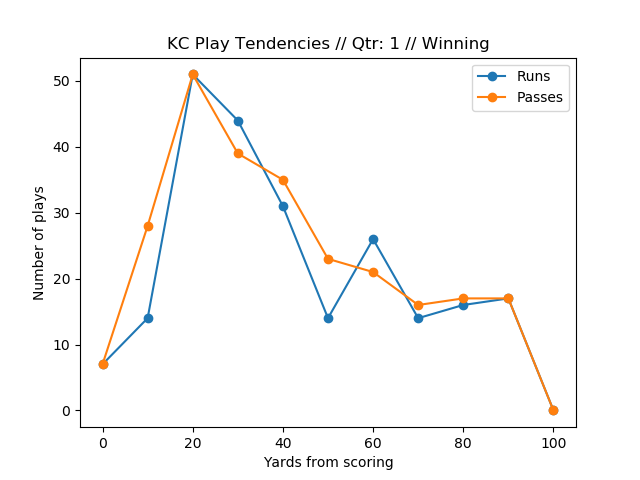 KC Play Tendencies // Qtr: 1 // Winning
Runs
Passes
Number of plays
50
40
30
20
10
0
0 20 40 60 80 100
Yards from scoring